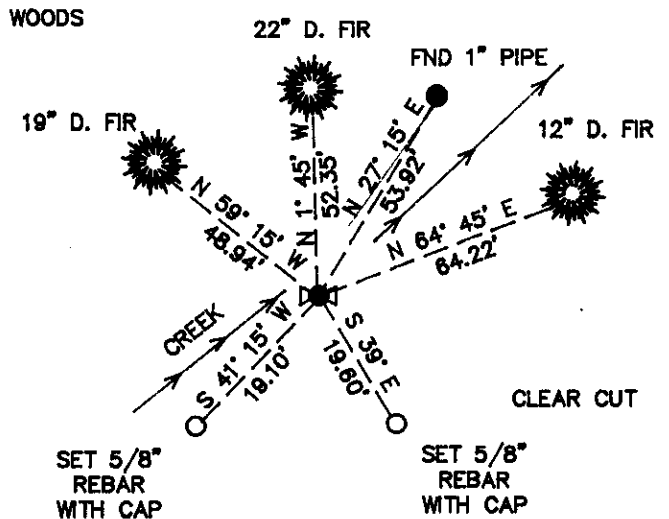 WOODS
22" D. FIR
FND 1" PIPE
19" D. FIR
12" D. FIR
N 59° 15' W
48.94'
N 1° 45' W
52.35'
N 27° 15' E
53.92'
N 64° 45' E
64.22'
CREEK
S 41° 15' W
19.10'
S 39° E
19.60'
CLEAR CUT
SET 5/8"
REBAR
WITH CAP
SET 5/8"
REBAR
WITH CAP